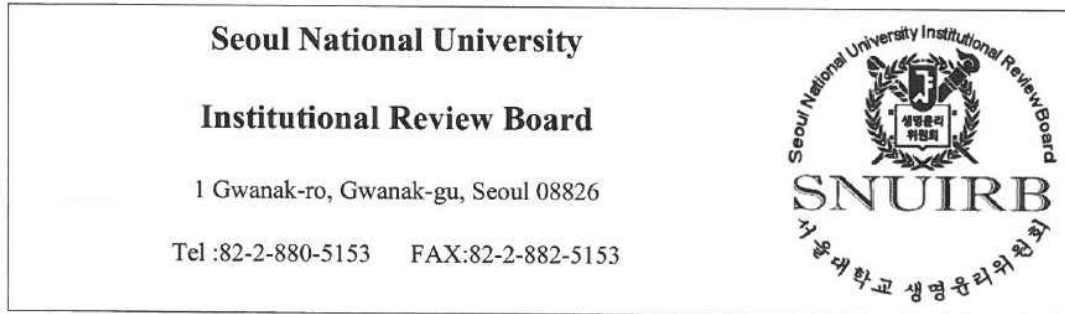 Seoul National University
Institutional Review Board
1 Gwanak-ro, Gwanak-gu, Seoul 08826
Tel :82-2-880-5153 FAX:82-2-882-5153
Seoul National University Institutional Review Board
생명윤리
위원회
SNUIRB
서울대학교 생명윤리위원회